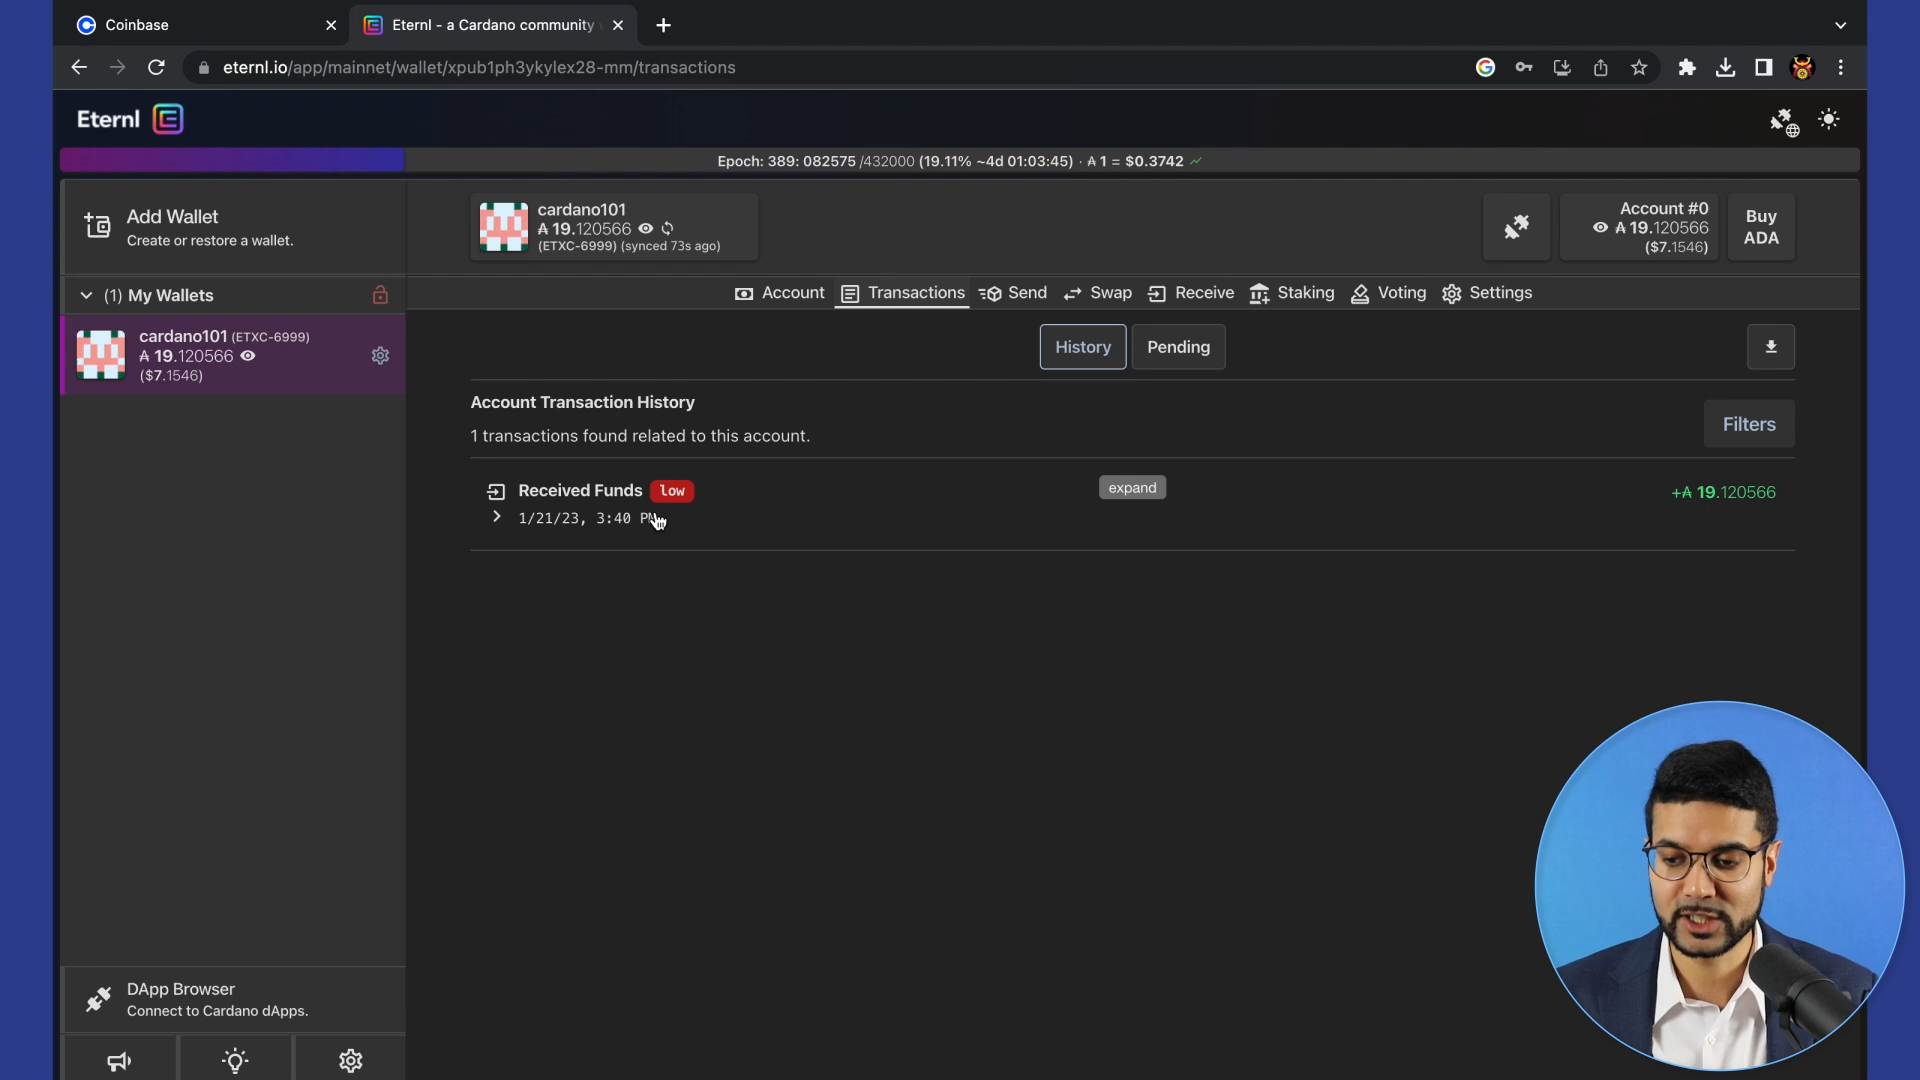 Coinbase
Eternl - a Cardano community
eternl.io/app/mainnet/wallet/xpub1ph3ykylex28-mm/transactions
Eternl
Epoch: 389: 082575 /432000 (19.11% ~4d 01:03:45) · ₳ 1 = $0.3742
Add Wallet
Create or restore a wallet.
cardano101
₳ 19.120566
(ETXC-6999) (synced 73s ago)
Account #0
₳ 19.120566
($7.1546)
Buy
ADA
(1) My Wallets
Account
Transactions
Send
Swap
Receive
Staking
Voting
Settings
cardano101 (ETXC-6999)
₳ 19.120566
($7.1546)
History
Pending
Account Transaction History
1 transactions found related to this account.
Filters
Received Funds
low
expand
+₳ 19.120566
1/21/23, 3:40 PM
DApp Browser
Connect to Cardano dApps.